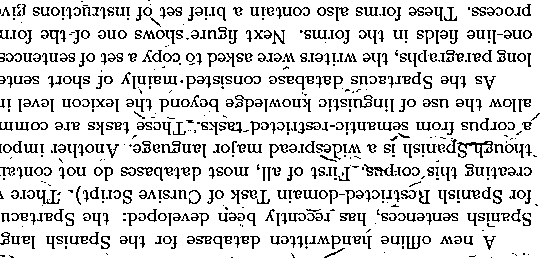 A new offline handwritten database for the Spanish lang
Spanish sentences, has recently been developed: the Spartacu
for Spanish Restricted-domain Task of Cursive Script). There
creating this corpus. First of all, most databases do not contai
though Spanish is a widespread major language. Another impo
a corpus from semantic-restricted tasks. These tasks are comm
allow the use of linguistic knowledge beyond the lexicon level i
As the Spartacus database consisted mainly of short sente
long paragraphs, the writers were asked to copy a set of sentences
one-line fields in the forms. Next figure shows one of the form
process. These forms also contain a brief set of instructions giv